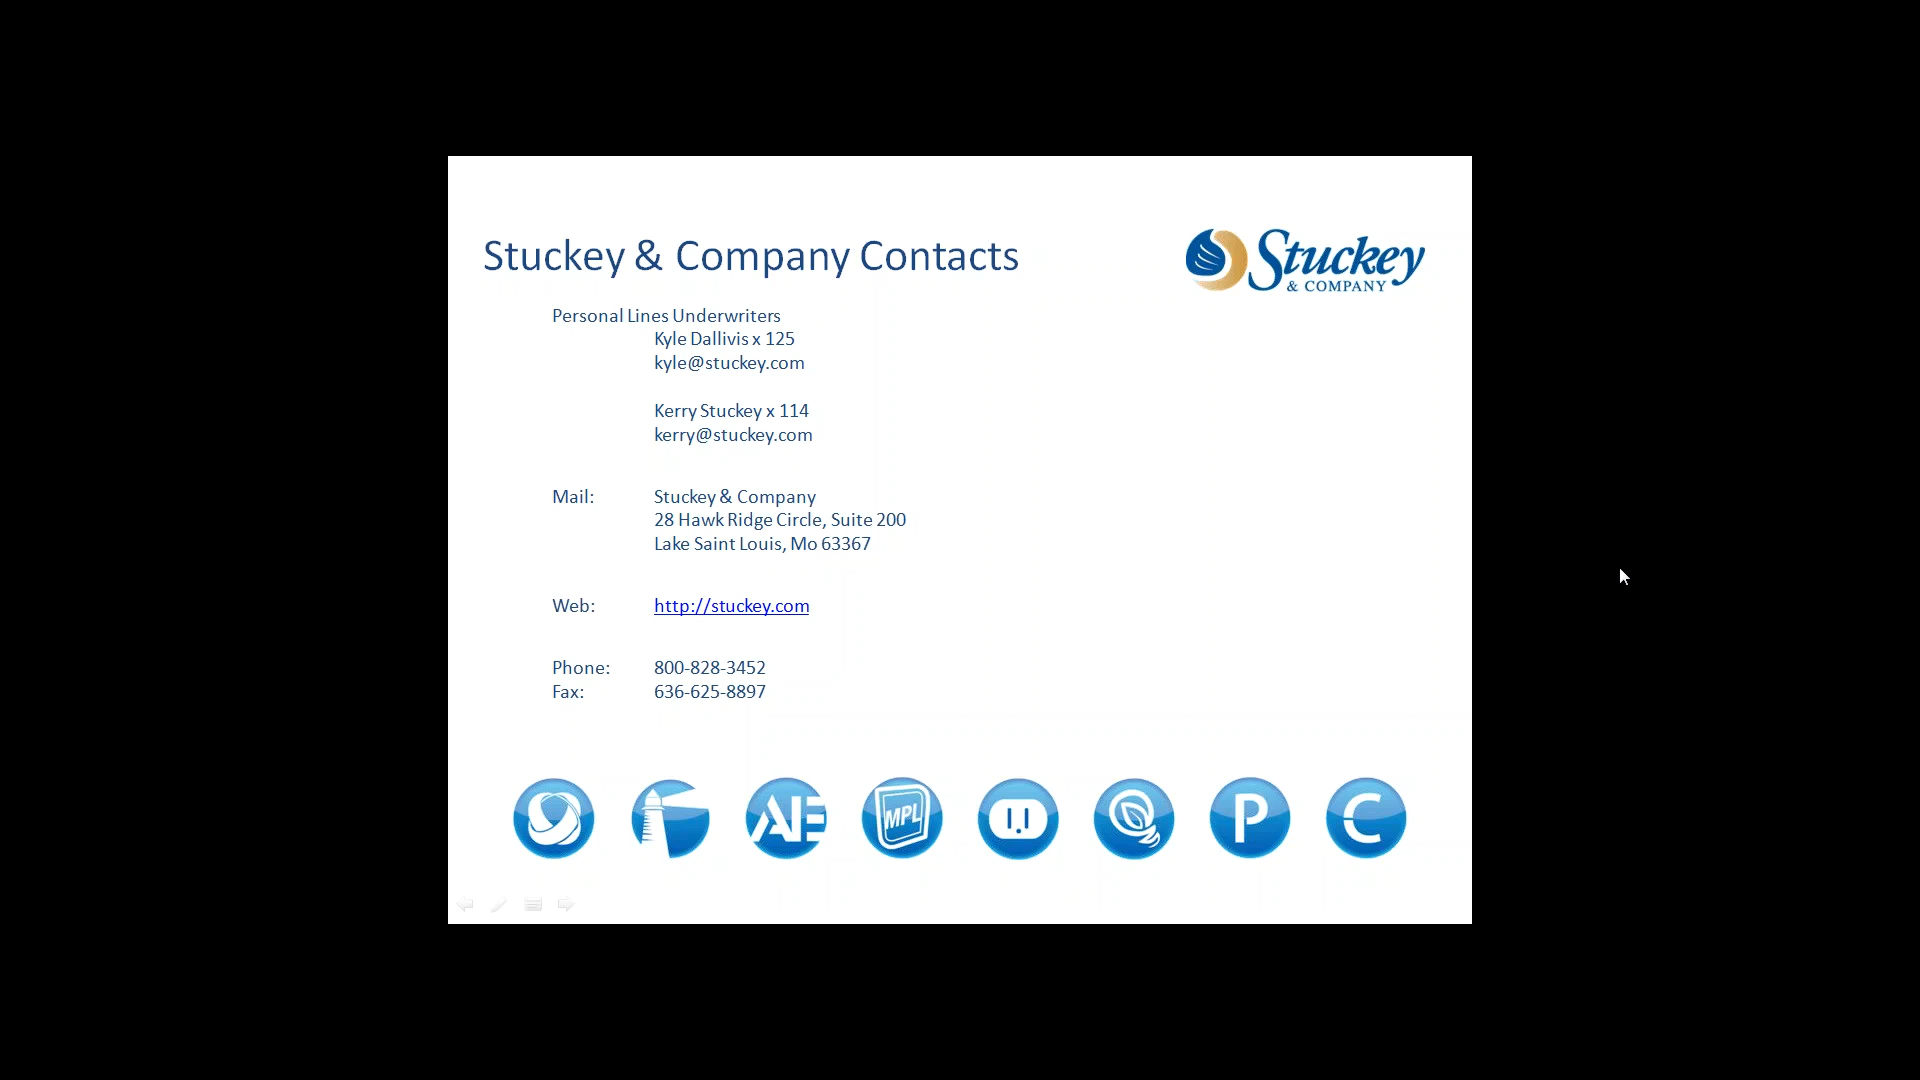 Stuckey & Company Contacts
Stuckey
& COMPANY
Personal Lines Underwriters
Kyle Dallivis x 125
kyle@stuckey.com
Kerry Stuckey x 114
kerry@stuckey.com
Mail: Stuckey & Company
28 Hawk Ridge Circle, Suite 200
Lake Saint Louis, Mo 63367
Web: http://stuckey.com
Phone: 800-828-3452
Fax: 636-625-8897
AE MPL P C